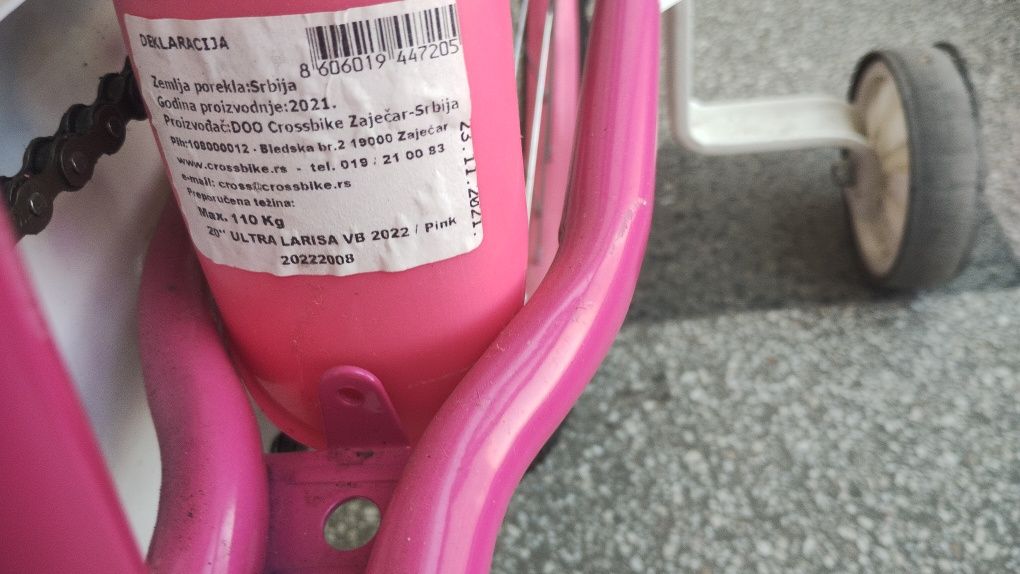 DEKLARACIJA
8 606019 447205
Zemlja porekla:Srbija
Godina proizvodnje:2021.
Proizvođač:DOO Crossbike Zaječar-Srbija
Pib:108000012 · Bledska br.2 19000 Zaječar
www.crossbike.rs - tel. 019 / 21 00 83
e-mail: cross@crossbike.rs
Preporučena težina:
Max. 110 Kg
20'' ULTRA LARISA VB 2022 / Pink
20222008
23.11.2021.